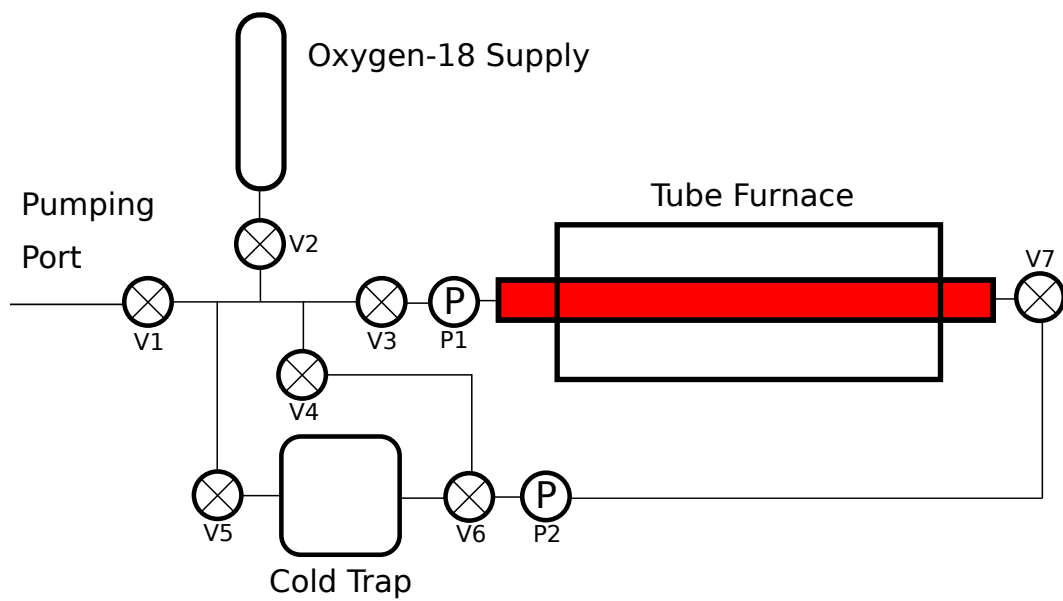 Oxygen-18 Supply
Pumping
Port
Tube Furnace
V2
V7
V1
V3
P
P1
V4
V5
V6
P
P2
Cold Trap